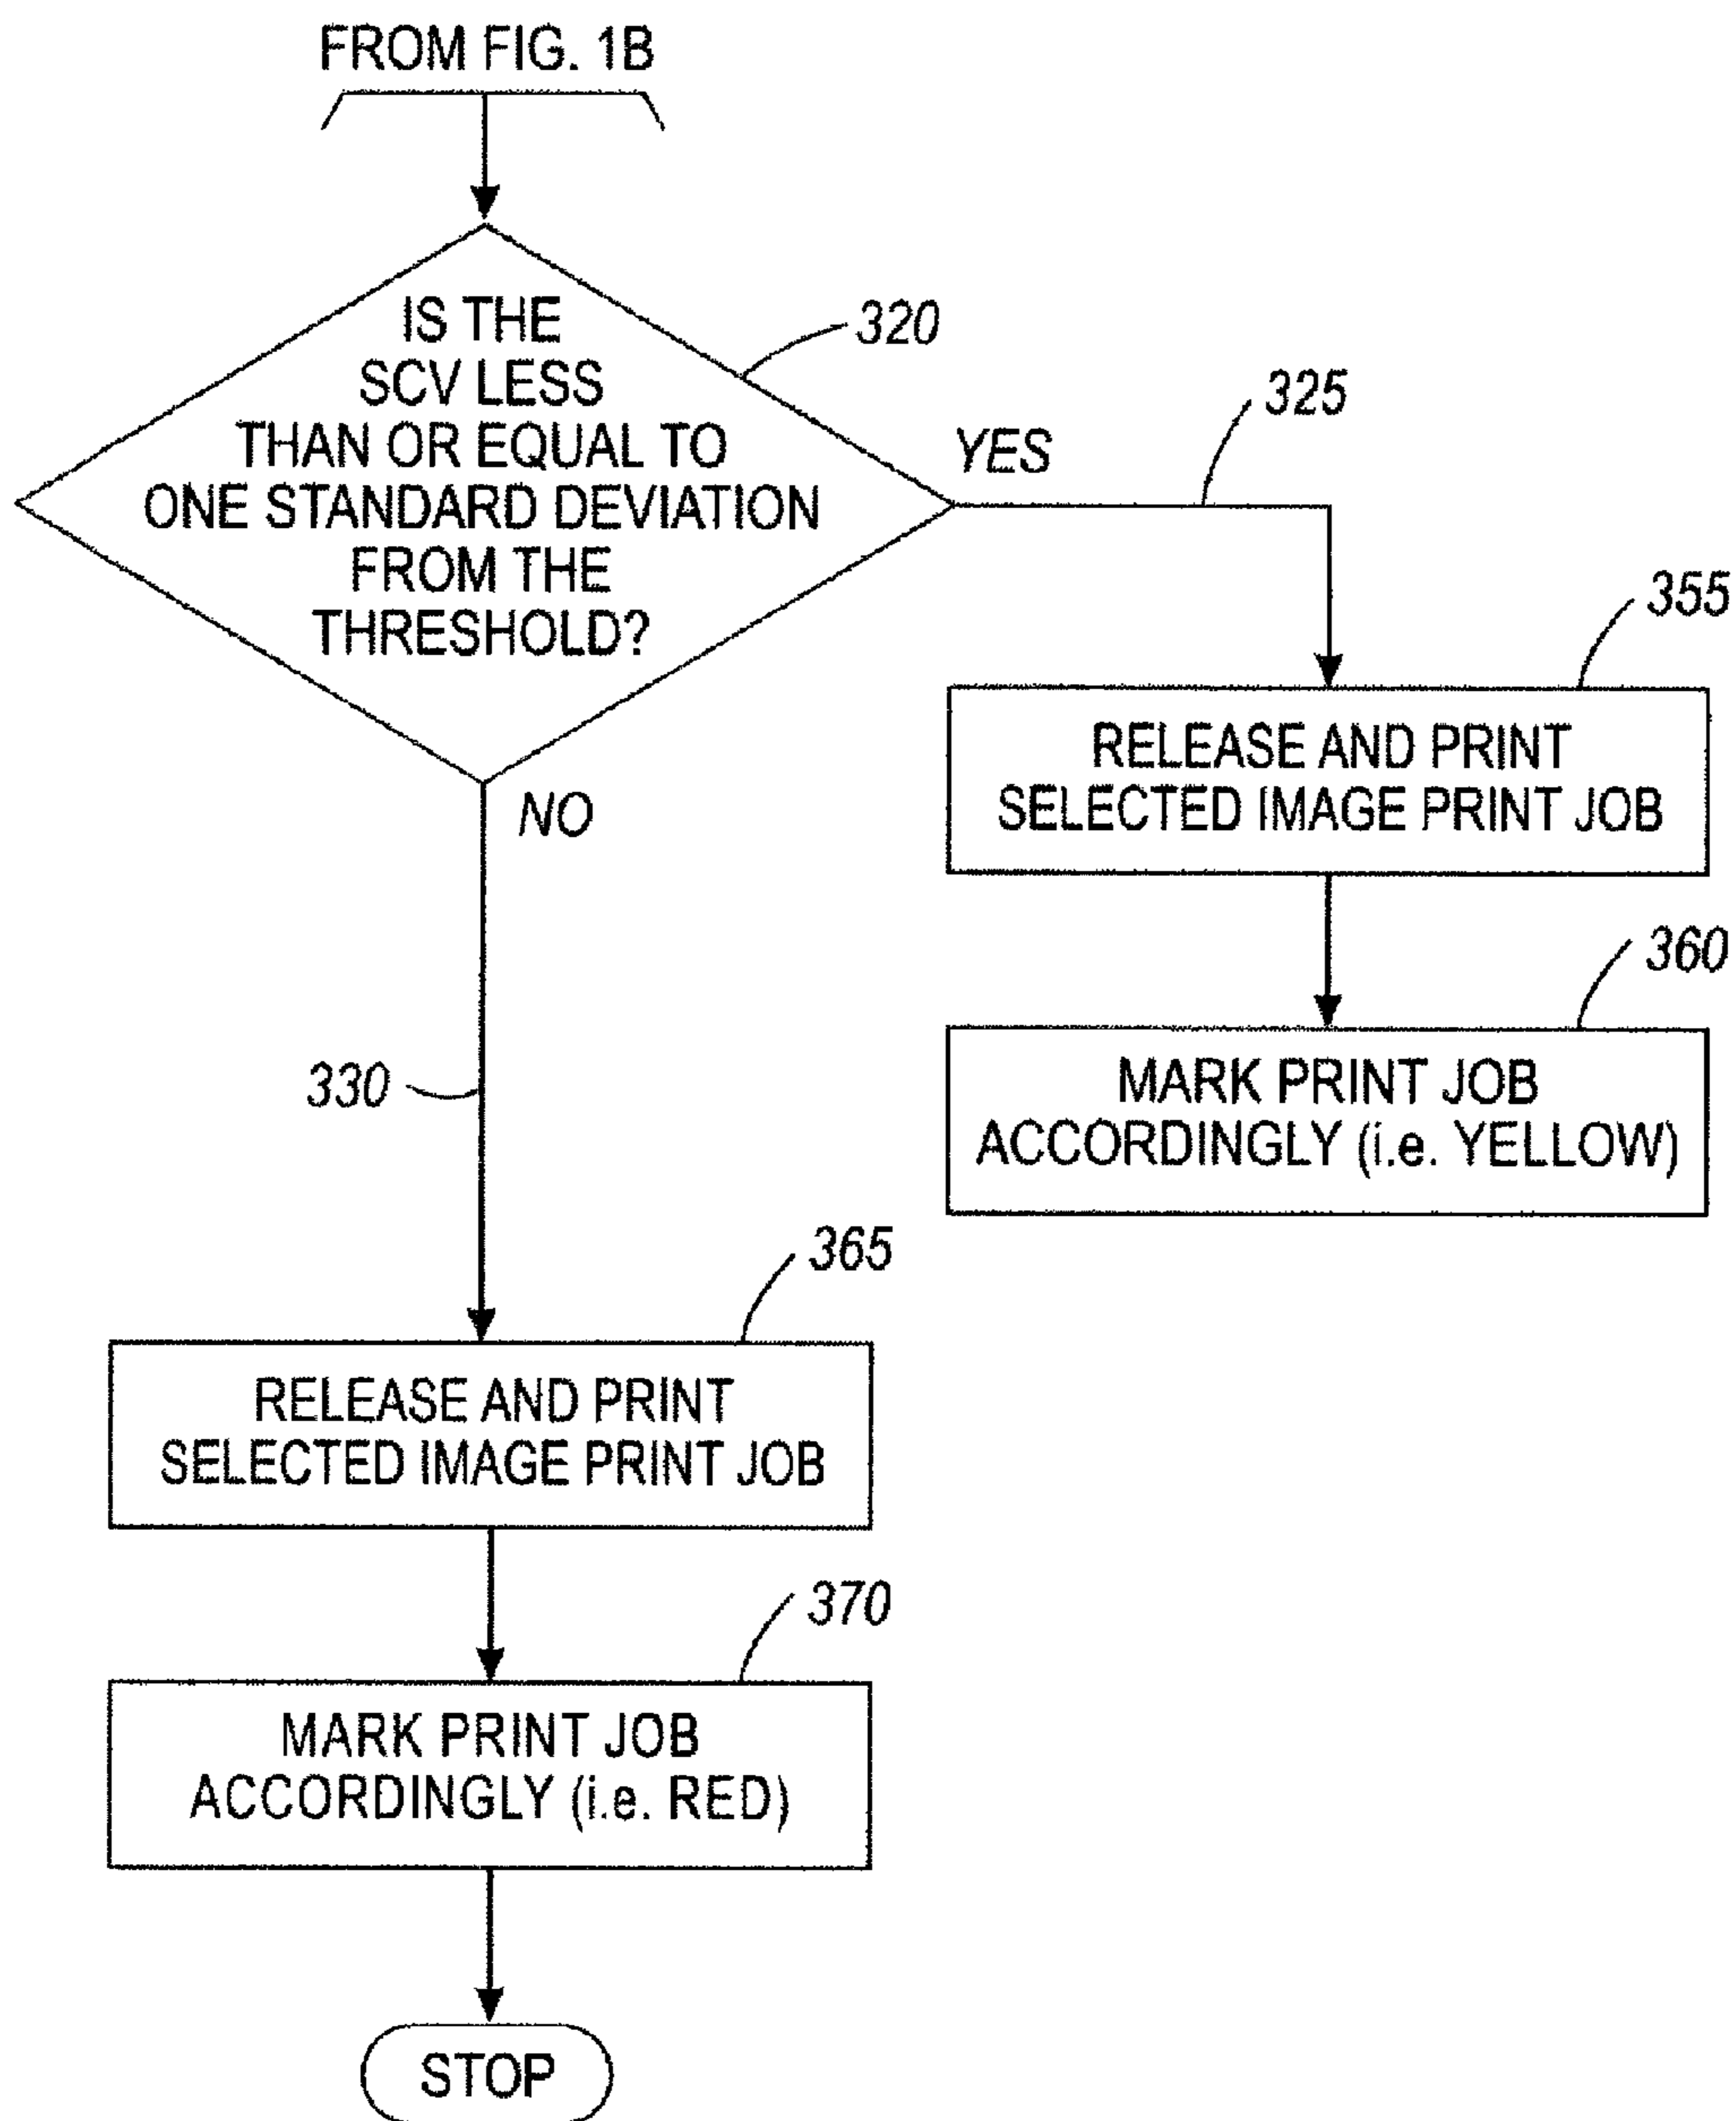 FROM FIG. 1B
IS THE
SCV LESS
THAN OR EQUAL TO
ONE STANDARD DEVIATION
FROM THE
THRESHOLD?
320
YES
325
NO
330
355
RELEASE AND PRINT
SELECTED IMAGE PRINT JOB
360
MARK PRINT JOB
ACCORDINGLY (i.e. YELLOW)
365
RELEASE AND PRINT
SELECTED IMAGE PRINT JOB
370
MARK PRINT JOB
ACCORDINGLY (i.e. RED)
STOP